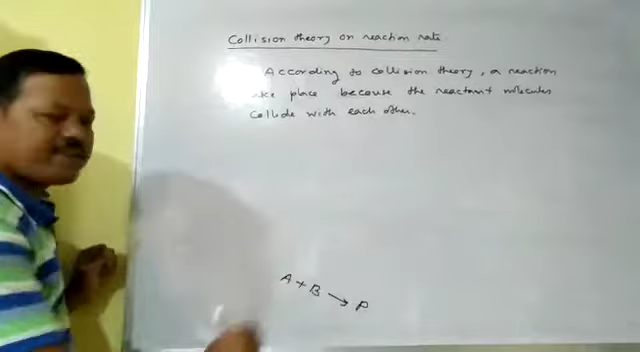 Collision theory on reaction rate
According to collision theory, a reaction
take place because the reactant molecules
collide with each other.
A + B → P